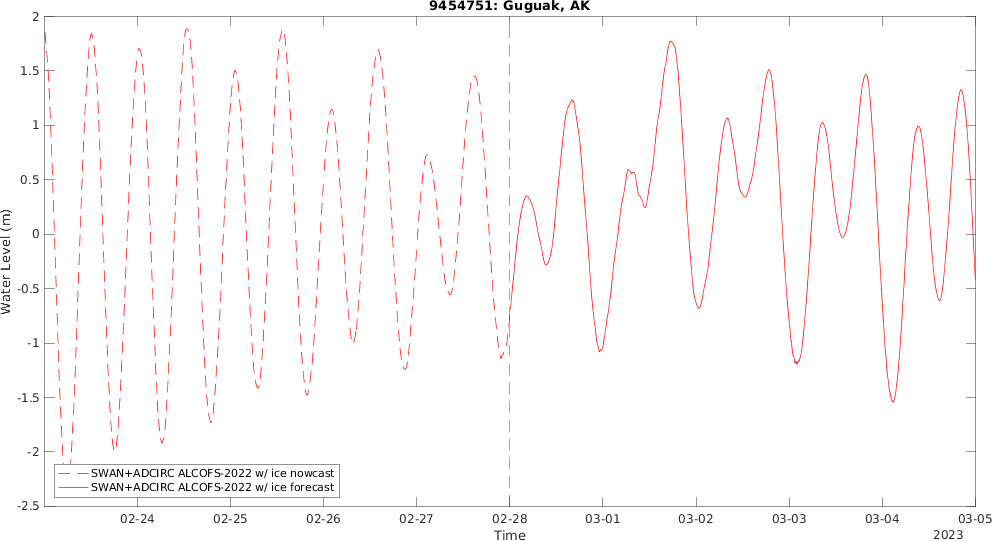 9454751: Guguak, AK
2
1.5
1
0.5
0
-0.5
-1
-1.5
-2
-2.5
Water Level (m)
SWAN+ADCIRC ALCOFS-2022 w/ ice nowcast
SWAN+ADCIRC ALCOFS-2022 w/ ice forecast
02-24 02-25 02-26 02-27 02-28 03-01 03-02 03-03 03-04 03-05
Time
2023